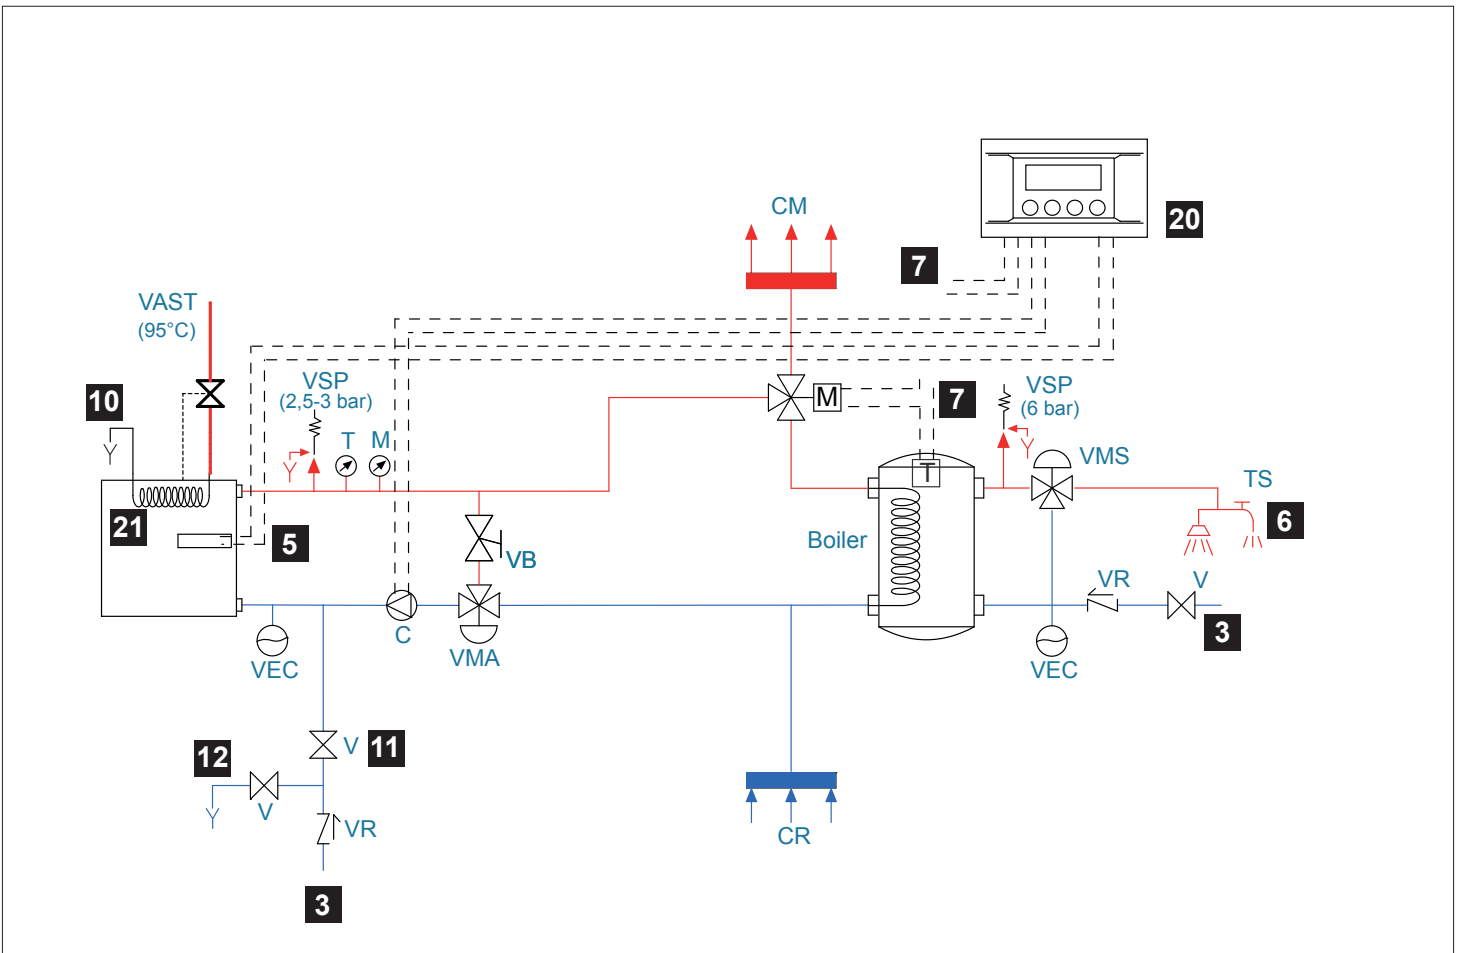 CM
20
7
VAST
(95°C)
VSP
(2,5-3 bar)
10
T
M
M
7
VSP
(6 bar)
VMS
TS
6
T
21
5
VB
Boiler
VR
V
3
C
VMA
VEC
VEC
V
11
12
V
VR
CR
3